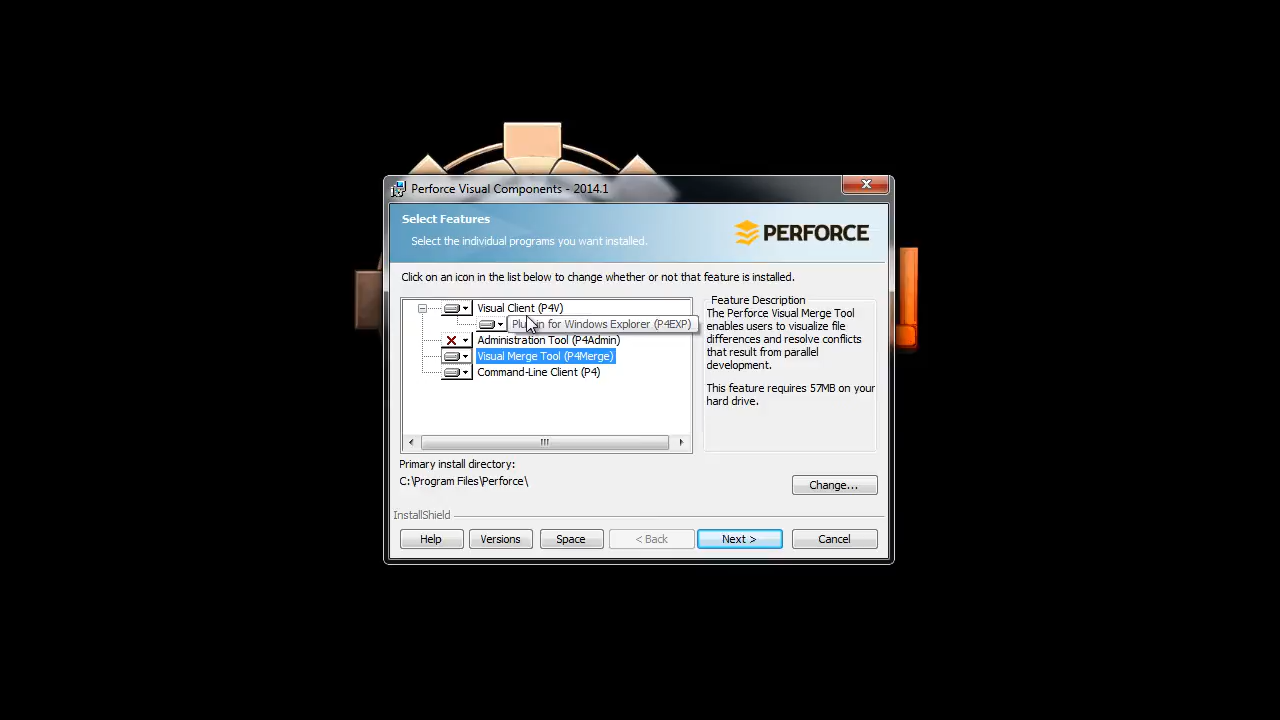 Perforce Visual Components - 2014.1
Select Features
Select the individual programs you want installed.
PERFORCE
Click on an icon in the list below to change whether or not that feature is installed.
Visual Client (P4V)
Plug-in for Windows Explorer (P4EXP)
Administration Tool (P4Admin)
Visual Merge Tool (P4Merge)
Command-Line Client (P4)
Feature Description
The Perforce Visual Merge Tool
enables users to visualize file
differences and resolve conflicts
that result from parallel
development.
This feature requires 57MB on your
hard drive.
Primary install directory:
C:\Program Files\Perforce\
Change...
InstallShield
Help
Versions
Space
< Back
Next >
Cancel